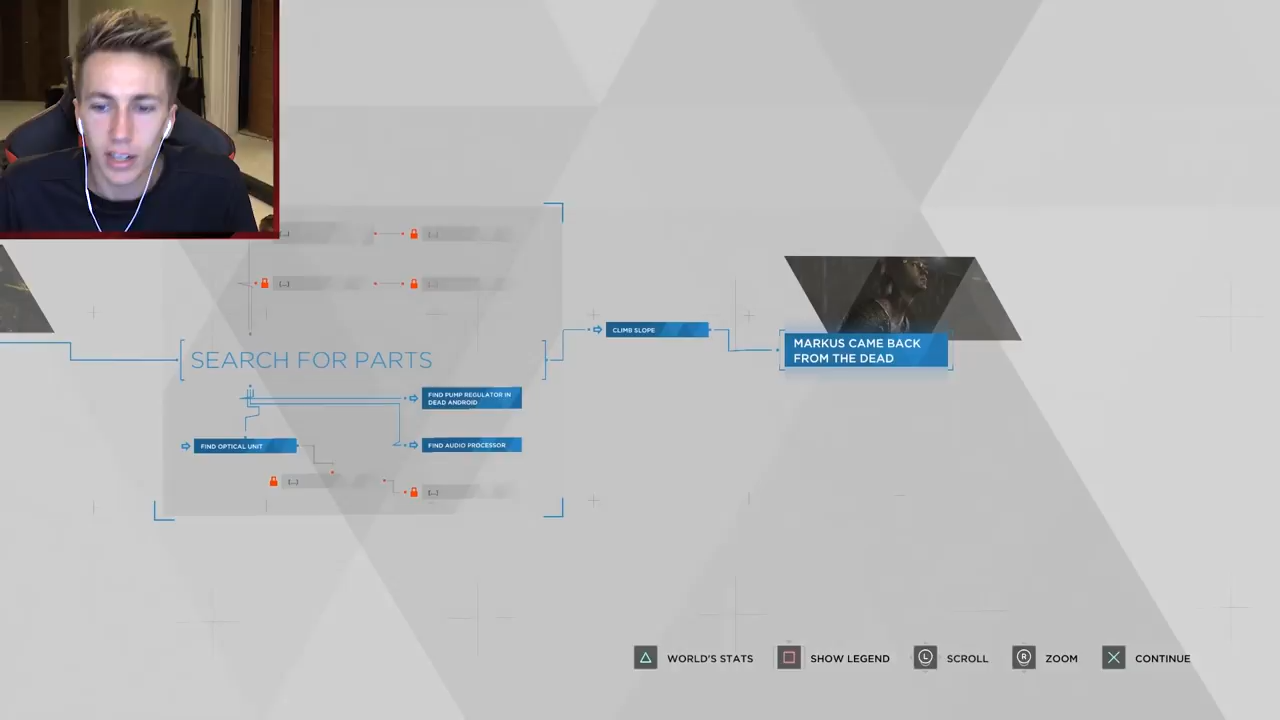 [...]
[...]
[...]
[...]
SEARCH FOR PARTS
CLIMB SLOPE
MARKUS CAME BACK
FROM THE DEAD
FIND PUMP REGULATOR IN
DEAD ANDROID
FIND OPTICAL UNIT
FIND AUDIO PROCESSOR
[...]
[...]
WORLD'S STATS
SHOW LEGEND
L
SCROLL
R
ZOOM
CONTINUE